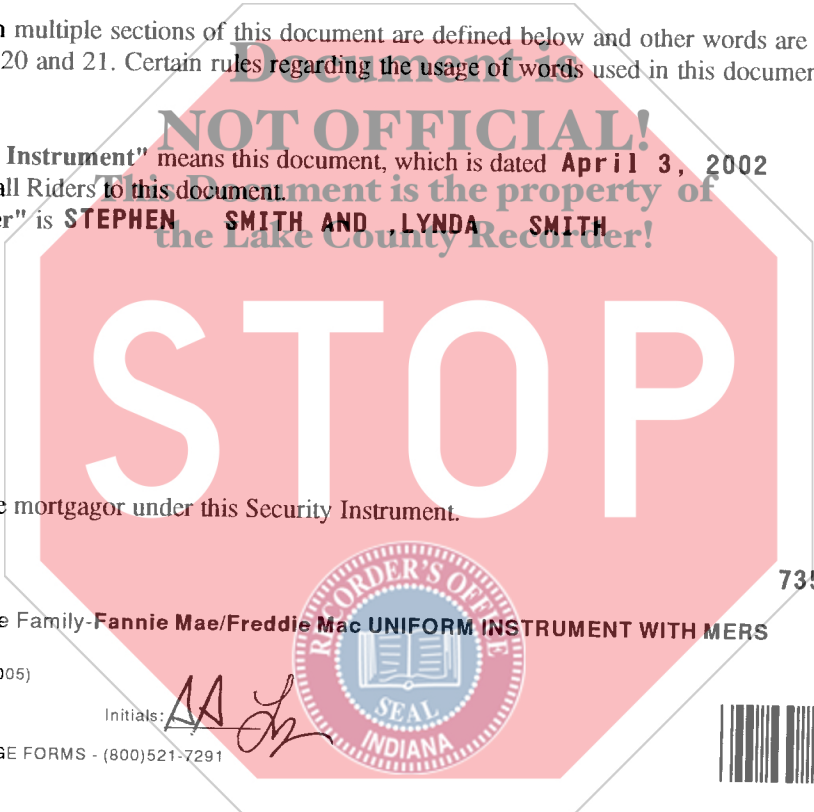 multiple sections of this document are defined below and other words are
20 and 21. Certain rules regarding the usage of words used in this documen
Document is
NOT OFFICIAL!
Instrument" means this document, which is dated April 3, 2002
all Riders to this document.
This Document is the property of
er" is STEPHEN SMITH AND ,LYNDA SMITH
the Lake County Recorder!
STOP
e mortgagor under this Security Instrument.
735
RECORDER'S OFFICE
e Family-Fannie Mae/Freddie Mac UNIFORM INSTRUMENT WITH MERS
005)
Initials:
SEAL
INDIANA
GE FORMS - (800)521-7291